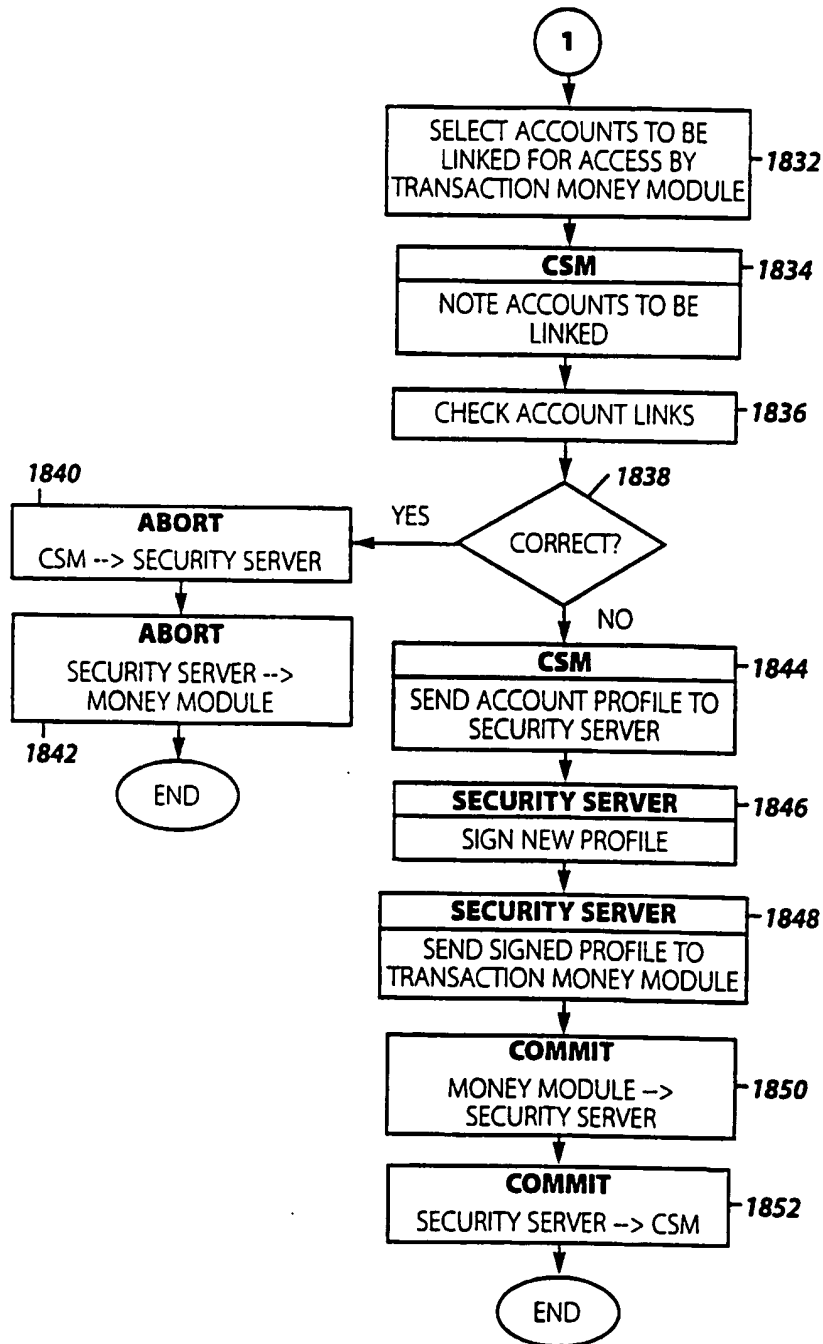 1
SELECT ACCOUNTS TO BE
LINKED FOR ACCESS BY
TRANSACTION MONEY MODULE
1832
CSM
1834
NOTE ACCOUNTS TO BE
LINKED
CHECK ACCOUNT LINKS
1836
1838
CORRECT?
YES
1840
ABORT
CSM --> SECURITY SERVER
ABORT
SECURITY SERVER -->
MONEY MODULE
1842
END
NO
CSM
1844
SEND ACCOUNT PROFILE TO
SECURITY SERVER
SECURITY SERVER
1846
SIGN NEW PROFILE
SECURITY SERVER
1848
SEND SIGNED PROFILE TO
TRANSACTION MONEY MODULE
COMMIT
MONEY MODULE -->
SECURITY SERVER
1850
COMMIT
SECURITY SERVER --> CSM
1852
END